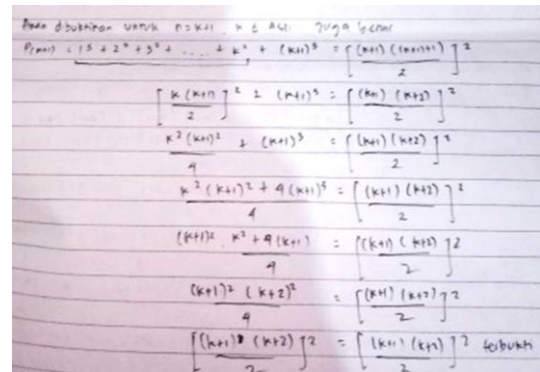 Akan dibuktikan untuk n = k+1, k ∈ Asli juga benar
P(k+1) = 1³ + 2³ + 3³ + ..... + k³ + (k+1)³ = [((k+1) ((k+1)+1))/2]²
[k (k+1)/2]² + (k+1)³ = [((k+1) (k+2))/2]²
k² (k+1)²/4 + (k+1)³ = [((k+1) (k+2))/2]²
(k² (k+1)² + 4 (k+1)³)/4 = [((k+1) (k+2))/2]²
(k+1)² . (k² + 4 (k+1))/4 = [((k+1) (k+2))/2]²
((k+1)² (k+2)²)/4 = [((k+1) (k+2))/2]²
[((k+1) (k+2))/2]² = [((k+1) (k+2))/2]² terbukti